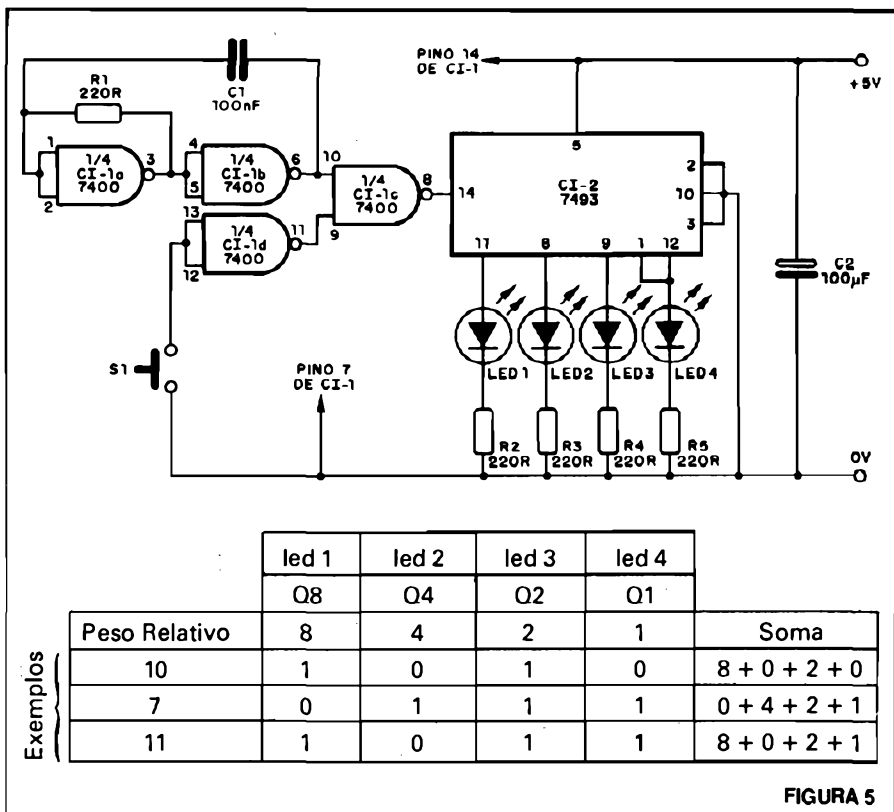 PINO 14
DE CI-1
+5V
C1
100nF
R1
220R
1
2
1/4
CI-1a
7400
3
4
5
1/4
CI-1b
7400
6
10
9
1/4
CI-1c
7400
8
13
12
1/4
CI-1d
7400
11
14
5
CI-2
7493
2
10
3
11
8
9
1
12
C2
100µF
LED1
LED2
LED3
LED4
S1
PINO 7
DE CI-1
R2
220R
R3
220R
R4
220R
R5
220R
0V
led 1 led 2 led 3 led 4
Q8 Q4 Q2 Q1
Peso Relativo 8 4 2 1 Soma
Exemplos
10 1 0 1 0 8 + 0 + 2 + 0
7 0 1 1 1 0 + 4 + 2 + 1
11 1 0 1 1 8 + 0 + 2 + 1
FIGURA 5